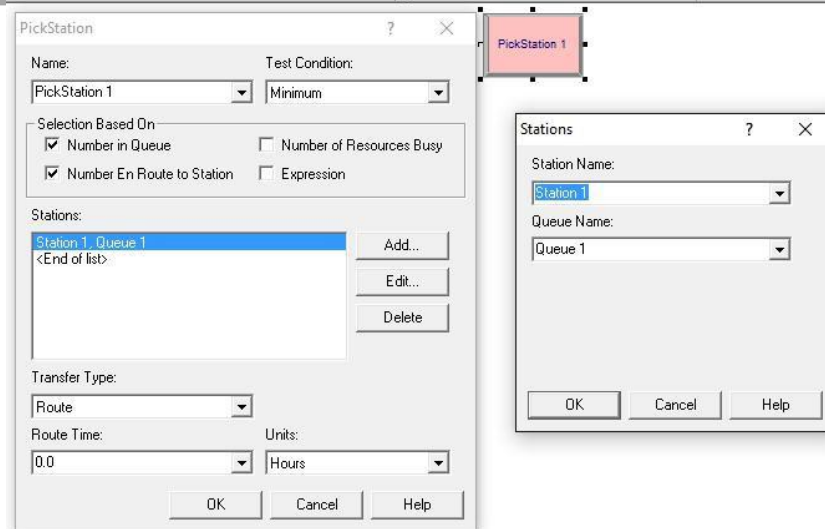 PickStation ? ×
Name: Test Condition:
PickStation 1 Minimum
Selection Based On
Number in Queue Number of Resources Busy
Number En Route to Station Expression
Stations:
Station 1, Queue 1
<End of list>
Add...
Edit...
Delete
Transfer Type:
Route
Route Time: Units:
0.0 Hours
OK Cancel Help
PickStation 1
Stations ? ×
Station Name:
Station 1
Queue Name:
Queue 1
OK Cancel Help